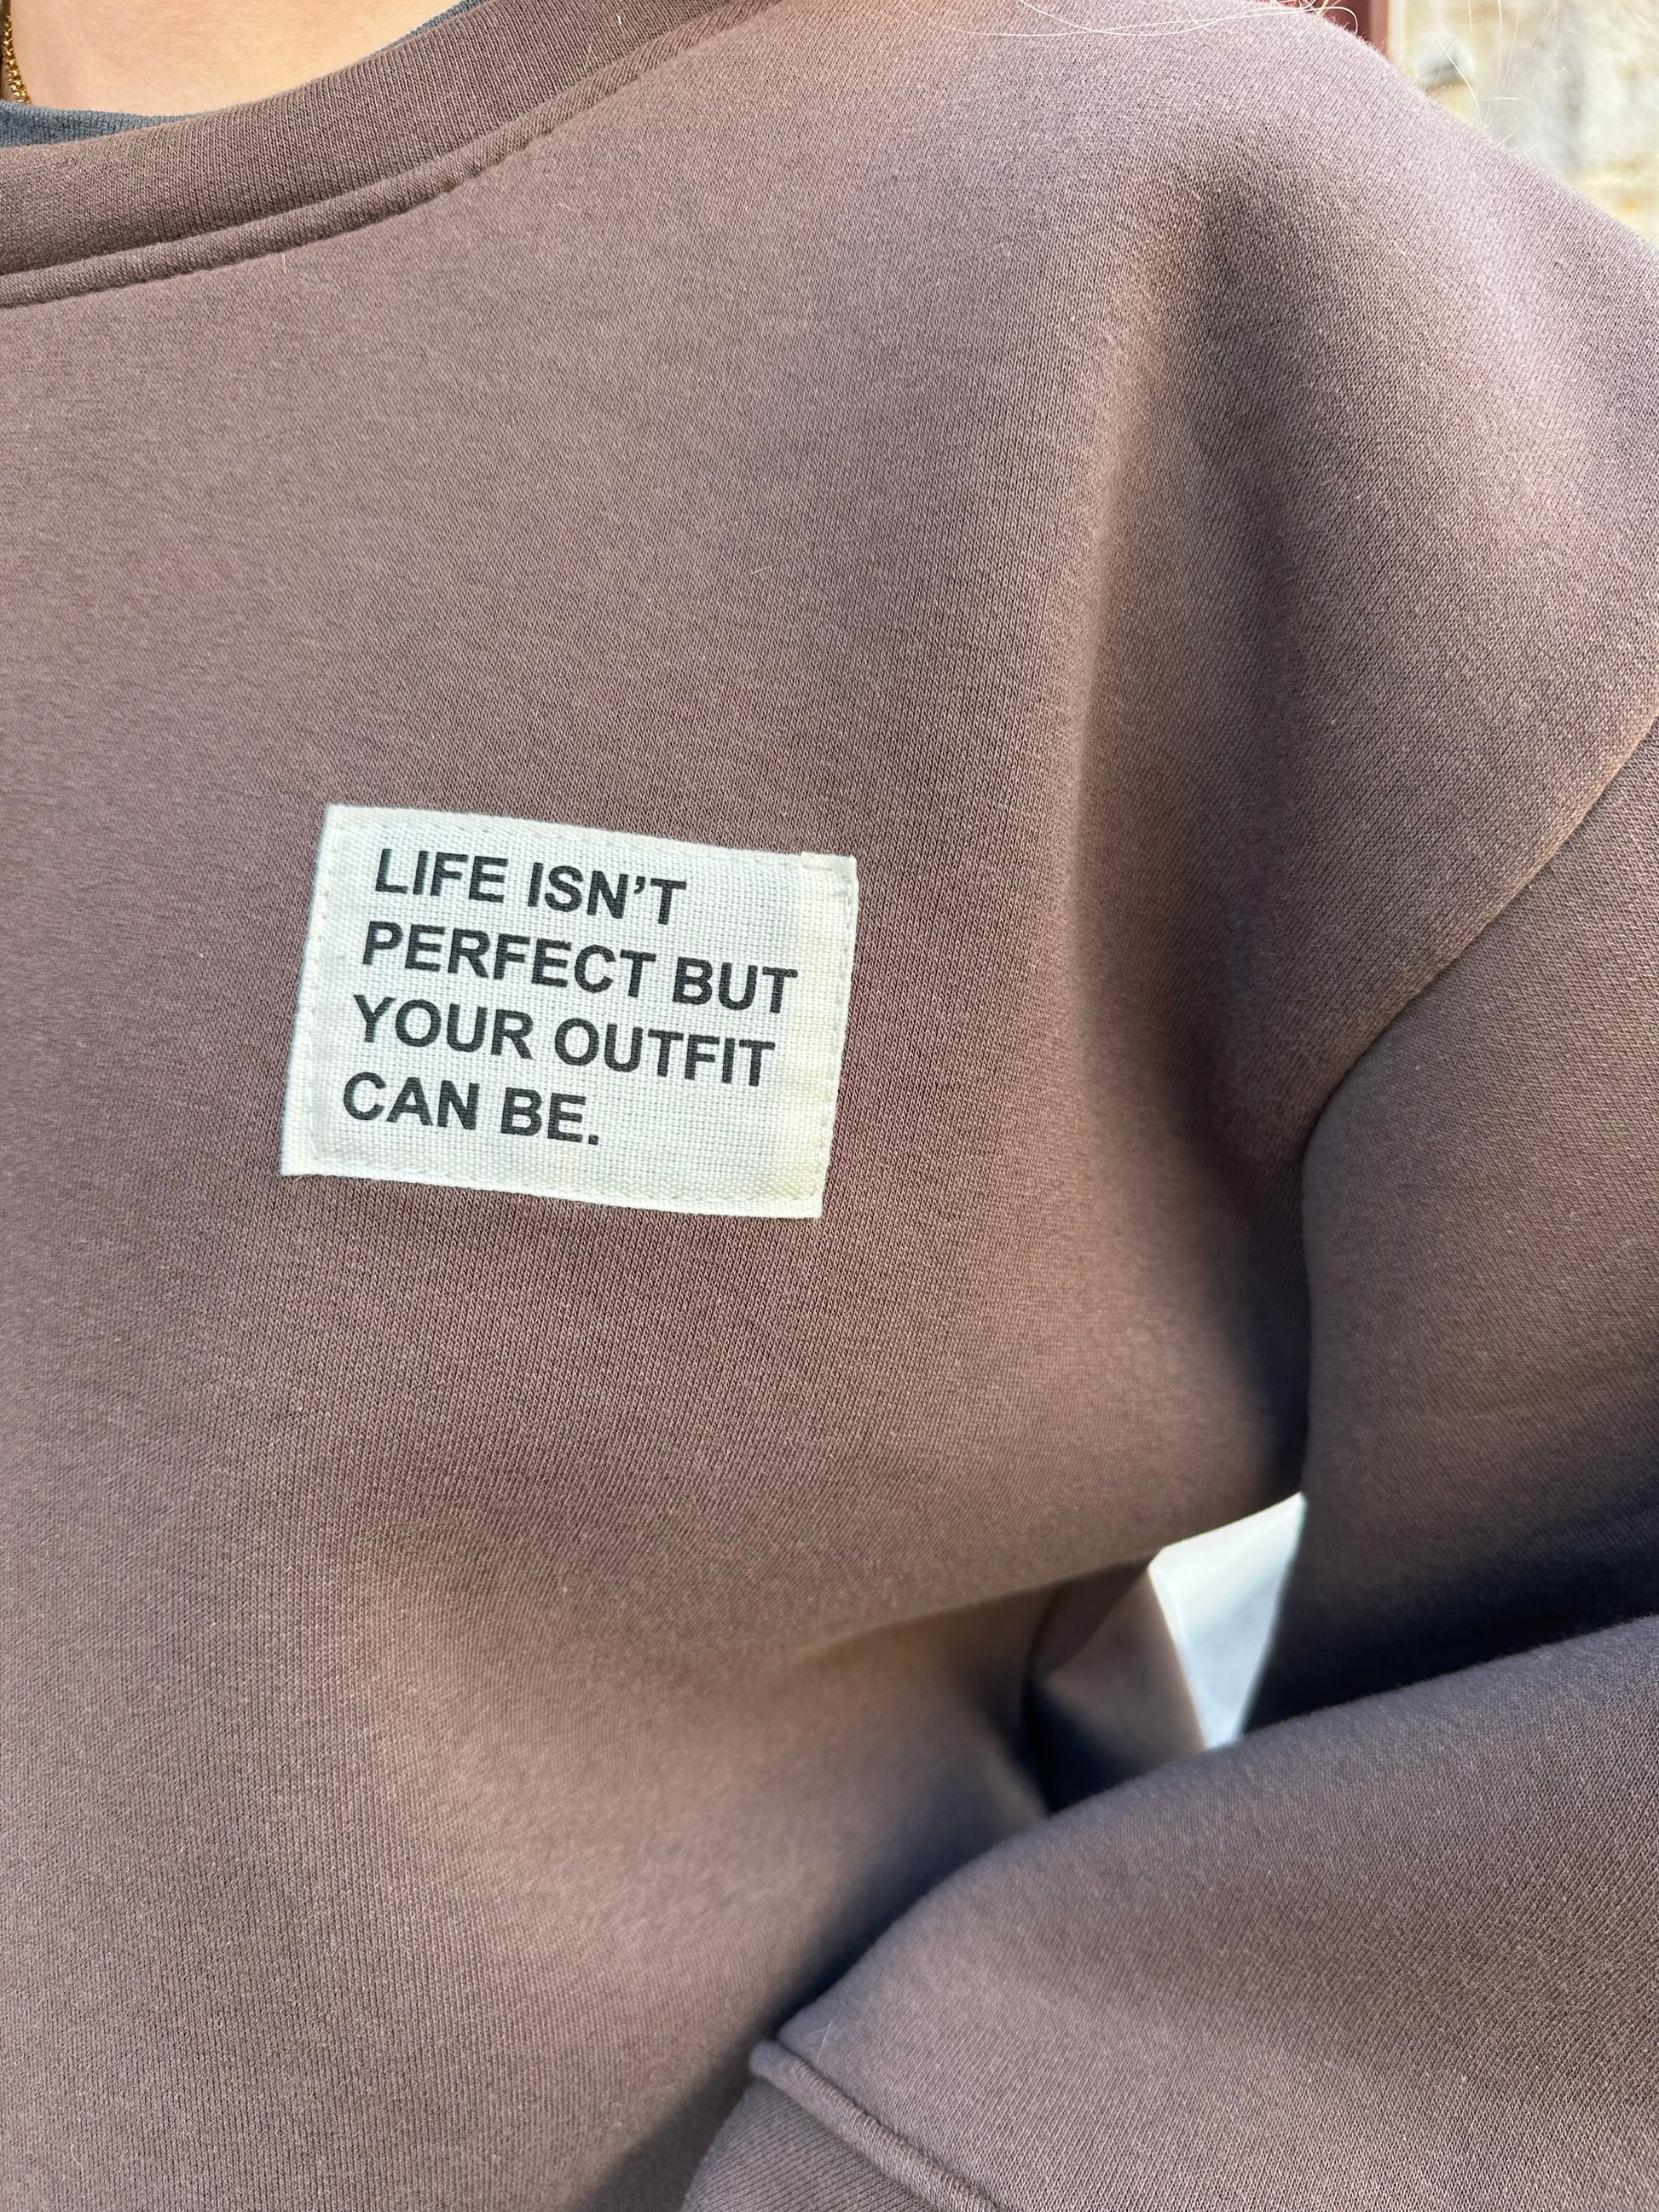 LIFE ISN’T
PERFECT BUT
YOUR OUTFIT
CAN BE.